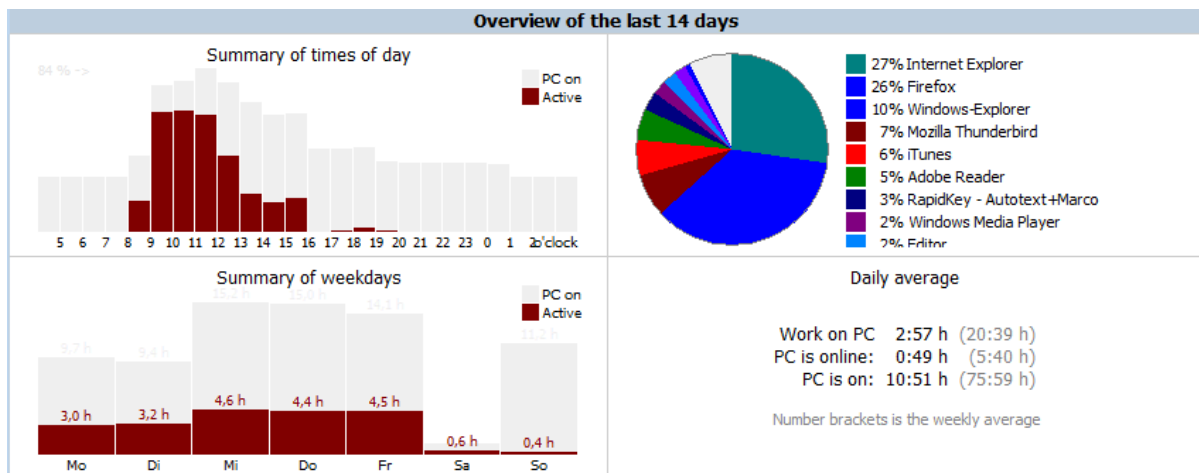 Overview of the last 14 days
Summary of times of day
84 % ->
PC on
Active
5 6 7 8 9 10 11 12 13 14 15 16 17 18 19 20 21 22 23 0 1 2 o'clock
27% Internet Explorer
26% Firefox
10% Windows-Explorer
7% Mozilla Thunderbird
6% iTunes
5% Adobe Reader
3% RapidKey - Autotext+Marco
2% Windows Media Player
2% Editor
Summary of weekdays
PC on
Active
9,7 h 9,4 h 15,2 h 15,0 h 14,1 h 11,2 h
3,0 h 3,2 h 4,6 h 4,4 h 4,5 h 0,6 h 0,4 h
Mo Di Mi Do Fr Sa So
Daily average
Work on PC 2:57 h (20:39 h)
PC is online: 0:49 h (5:40 h)
PC is on: 10:51 h (75:59 h)
Number brackets is the weekly average